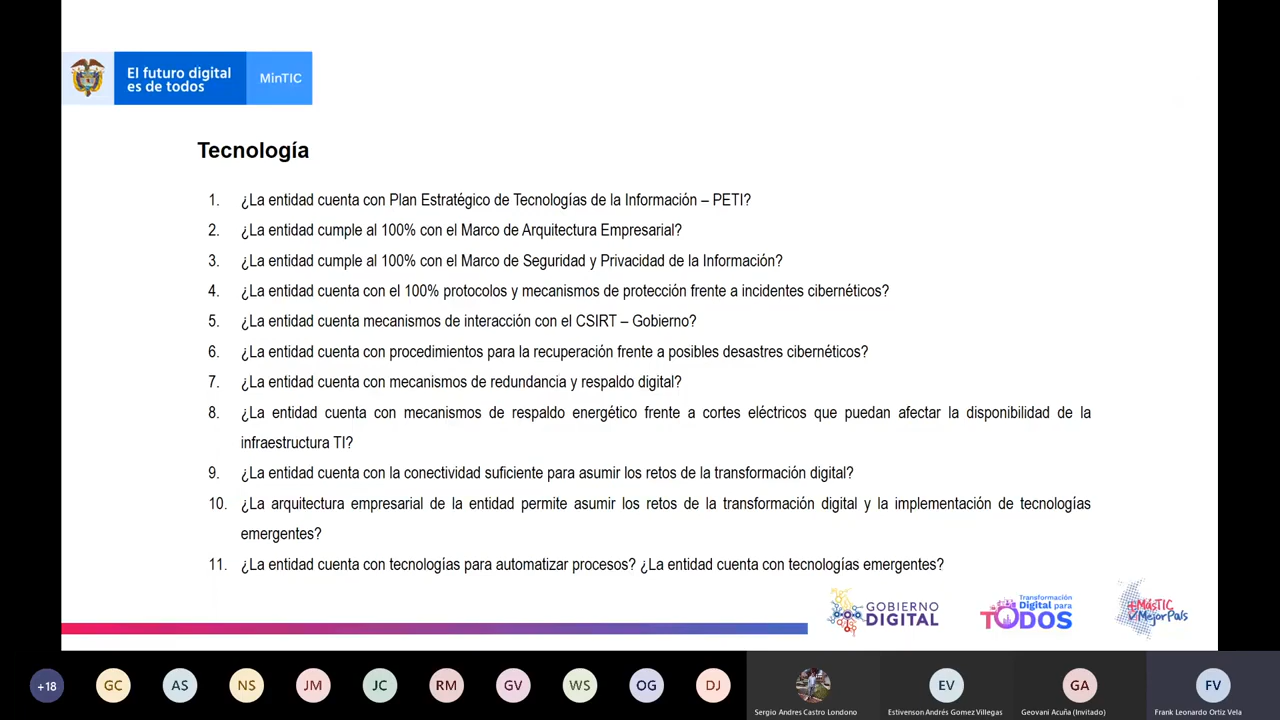 El futuro digital
es de todos
MinTIC
Tecnología
1. ¿La entidad cuenta con Plan Estratégico de Tecnologías de la Información – PETI?
2. ¿La entidad cumple al 100% con el Marco de Arquitectura Empresarial?
3. ¿La entidad cumple al 100% con el Marco de Seguridad y Privacidad de la Información?
4. ¿La entidad cuenta con el 100% protocolos y mecanismos de protección frente a incidentes cibernéticos?
5. ¿La entidad cuenta mecanismos de interacción con el CSIRT – Gobierno?
6. ¿La entidad cuenta con procedimientos para la recuperación frente a posibles desastres cibernéticos?
7. ¿La entidad cuenta con mecanismos de redundancia y respaldo digital?
8. ¿La entidad cuenta con mecanismos de respaldo energético frente a cortes eléctricos que puedan afectar la disponibilidad de la
infraestructura TI?
9. ¿La entidad cuenta con la conectividad suficiente para asumir los retos de la transformación digital?
10. ¿La arquitectura empresarial de la entidad permite asumir los retos de la transformación digital y la implementación de tecnologías
emergentes?
11. ¿La entidad cuenta con tecnologías para automatizar procesos? ¿La entidad cuenta con tecnologías emergentes?
GOBIERNO
DIGITAL
Transformación
Digital para
TODOS
+MásTIC
MejorPaís
+18
GC
AS
NS
JM
JC
RM
GV
WS
OG
DJ
Sergio Andres Castro Londono
EV
Estivenson Andrés Gomez Villegas
GA
Geovani Acuña (Invitado)
FV
Frank Leonardo Ortiz Vela